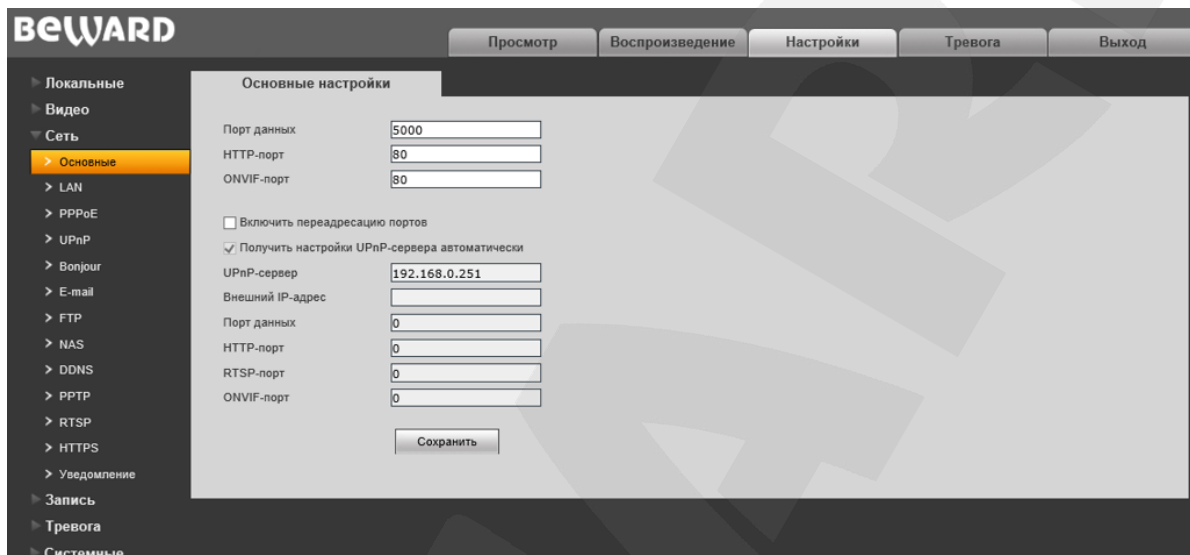 BEWARD
Просмотр
Воспроизведение
Настройки
Тревога
Выход
Локальные
Видео
Сеть
Основные
LAN
PPPoE
UPnP
Bonjour
E-mail
FTP
NAS
DDNS
PPTP
RTSP
HTTPS
Уведомление
Запись
Тревога
Системные
Основные настройки
Порт данных 5000
HTTP-порт 80
ONVIF-порт 80
Включить переадресацию портов
Получить настройки UPnP-сервера автоматически
UPnP-сервер 192.168.0.251
Внешний IP-адрес
Порт данных 0
HTTP-порт 0
RTSP-порт 0
ONVIF-порт 0
Сохранить